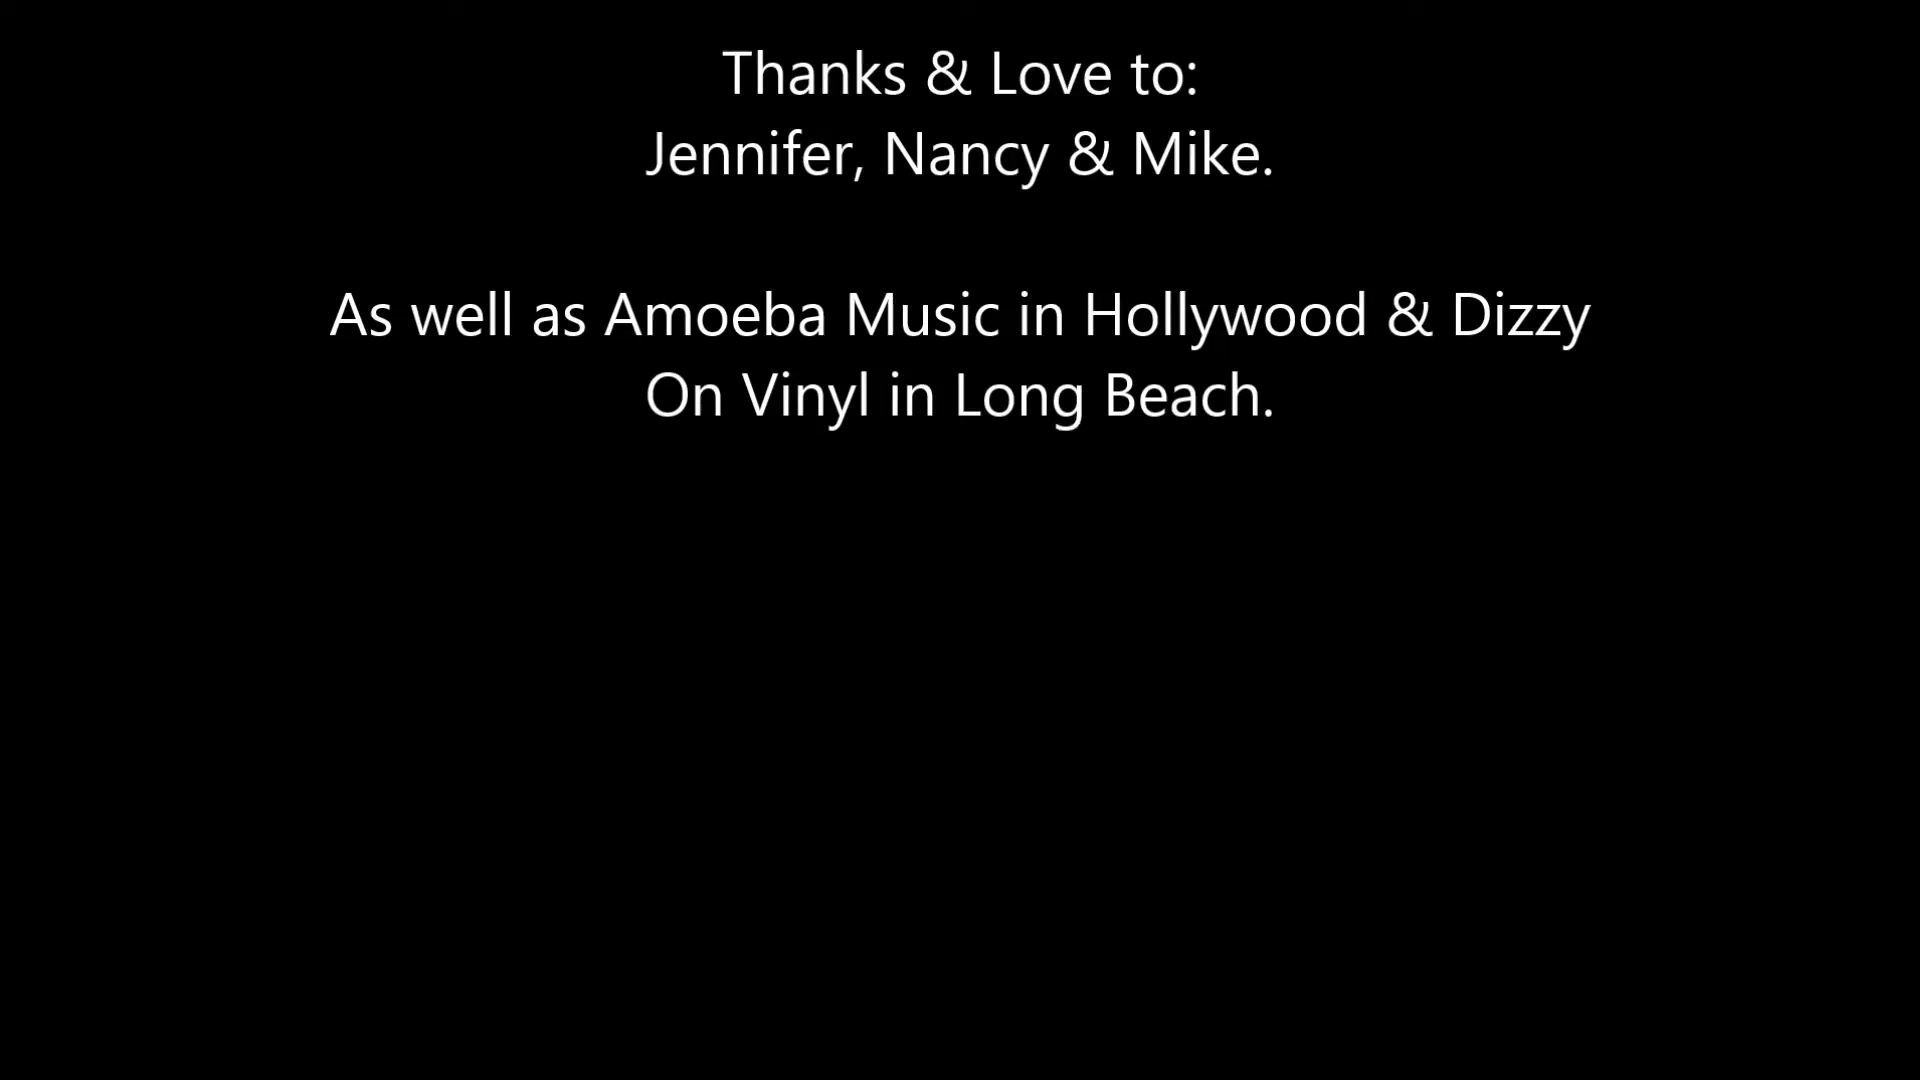 Thanks & Love to:
Jennifer, Nancy & Mike.
As well as Amoeba Music in Hollywood & Dizzy
On Vinyl in Long Beach.